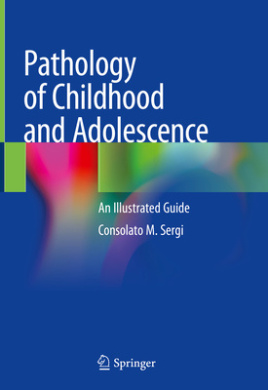 Pathology
of Childhood
and Adolescence
An Illustrated Guide
Consolato M. Sergi
Springer